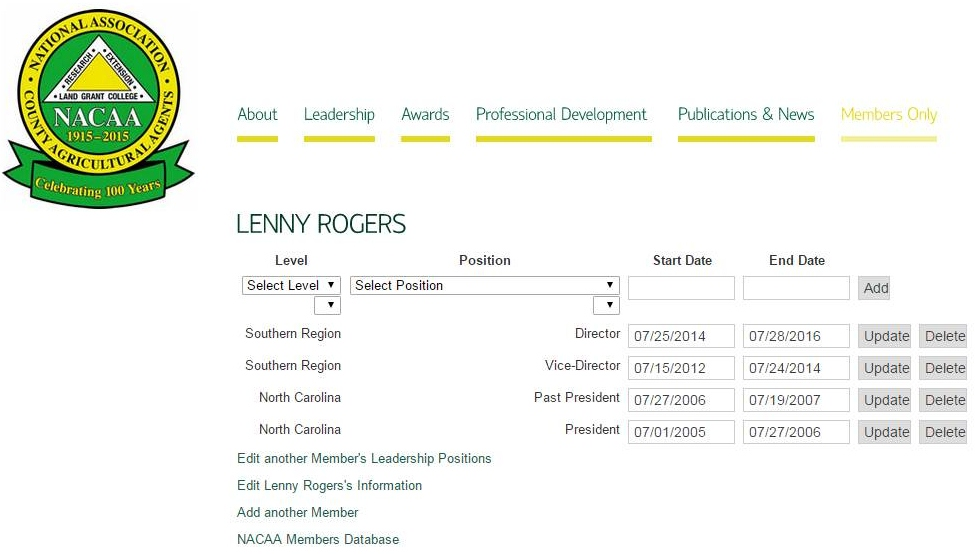 NATIONAL ASSOCIATION
COUNTY AGRICULTURAL AGENTS
RESEARCH
EXTENSION
LAND GRANT COLLEGE
NACAA
1915-2015
Celebrating 100 Years
About Leadership Awards Professional Development Publications & News Members Only
LENNY ROGERS
Level Position Start Date End Date
Select Level Select Position Add
Southern Region Director 07/25/2014 07/28/2016 Update Delete
Southern Region Vice-Director 07/15/2012 07/24/2014 Update Delete
North Carolina Past President 07/27/2006 07/19/2007 Update Delete
North Carolina President 07/01/2005 07/27/2006 Update Delete
Edit another Member's Leadership Positions
Edit Lenny Rogers's Information
Add another Member
NACAA Members Database